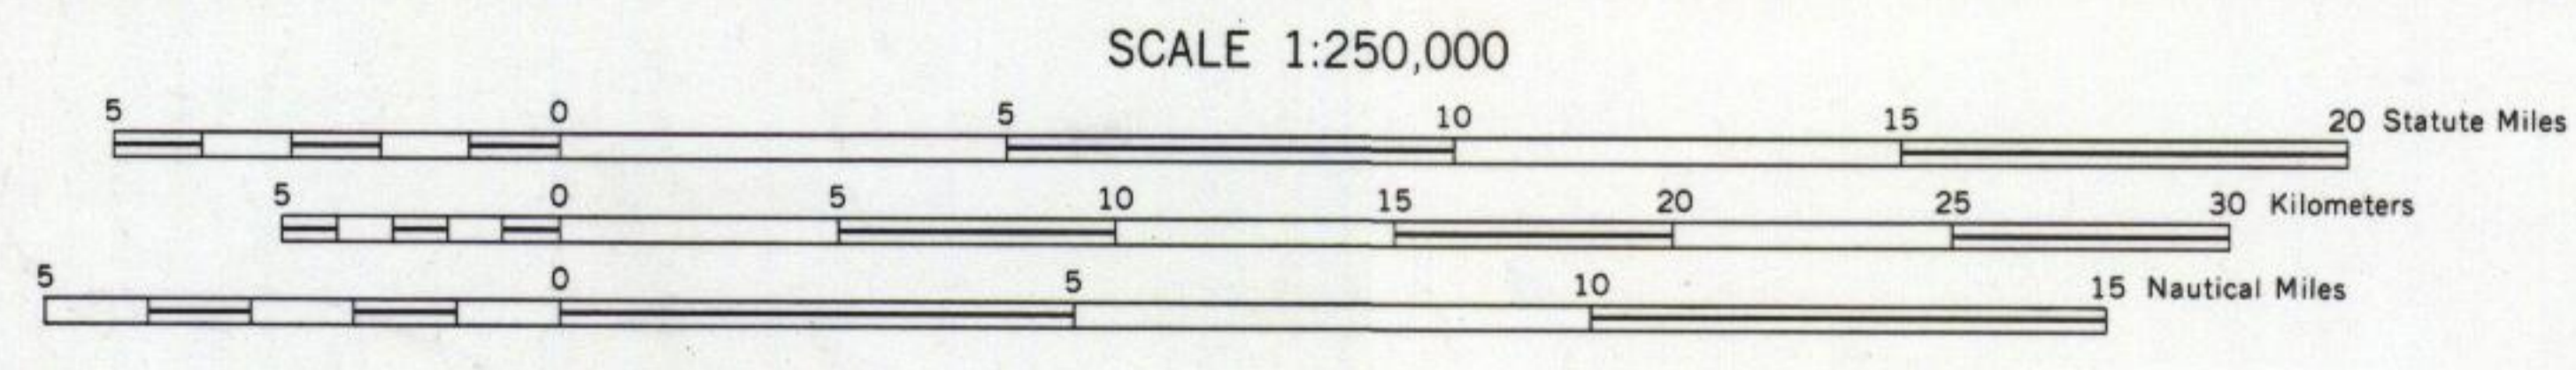 SCALE 1:250,000
5 0 5 10 15 20 Statute Miles
5 0 5 10 15 20 25 30 Kilometers
5 0 5 10 15 Nautical Miles